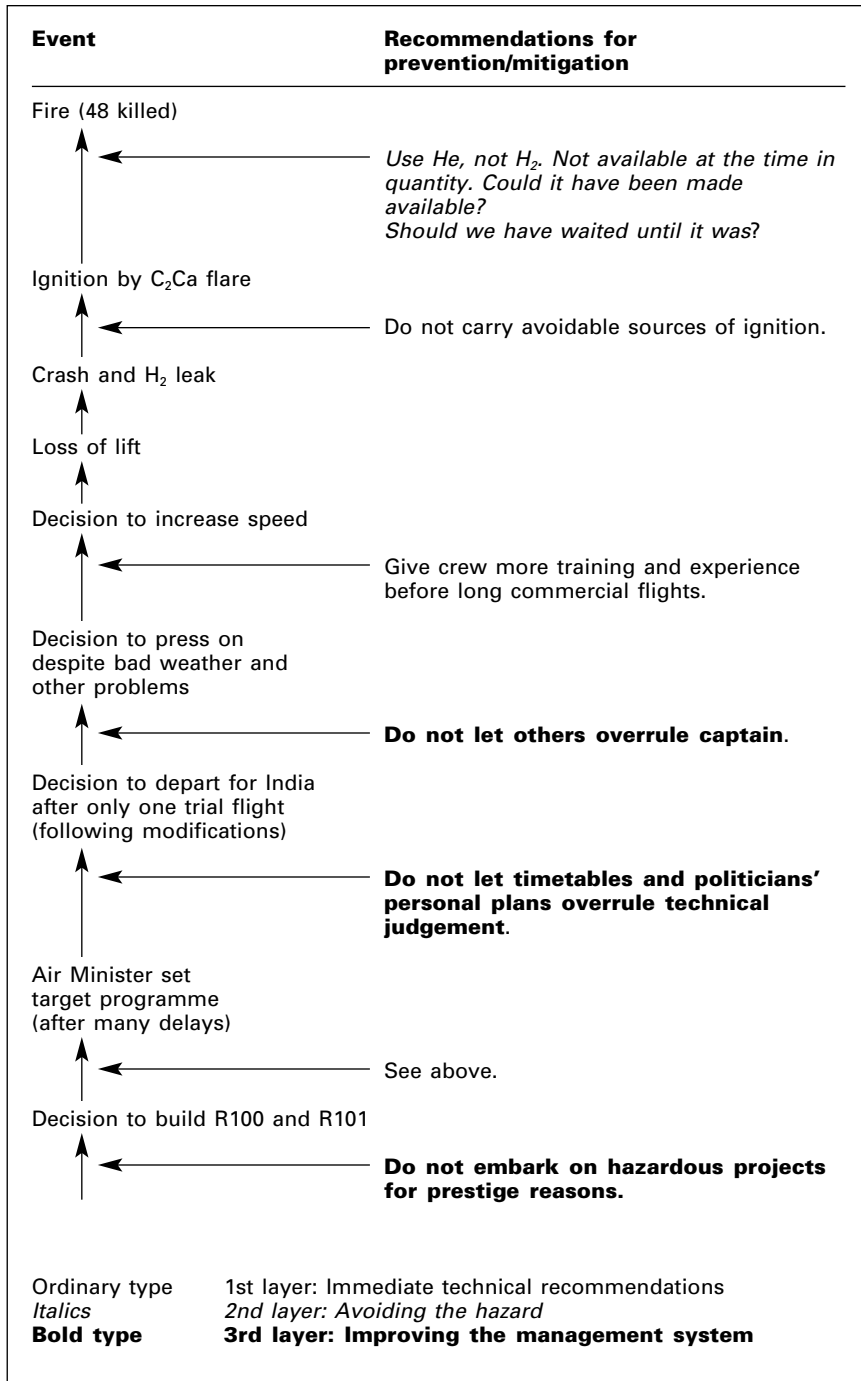 Event
Recommendations for
prevention/mitigation
Fire (48 killed)
Use He, not H₂. Not available at the time in
quantity. Could it have been made
available?
Should we have waited until it was?
Ignition by C₂Ca flare
Do not carry avoidable sources of ignition.
Crash and H₂ leak
Loss of lift
Decision to increase speed
Give crew more training and experience
before long commercial flights.
Decision to press on
despite bad weather and
other problems
Do not let others overrule captain.
Decision to depart for India
after only one trial flight
(following modifications)
Do not let timetables and politicians’
personal plans overrule technical
judgement.
Air Minister set
target programme
(after many delays)
See above.
Decision to build R100 and R101
Do not embark on hazardous projects
for prestige reasons.
Ordinary type 1st layer: Immediate technical recommendations
Italics 2nd layer: Avoiding the hazard
Bold type 3rd layer: Improving the management system